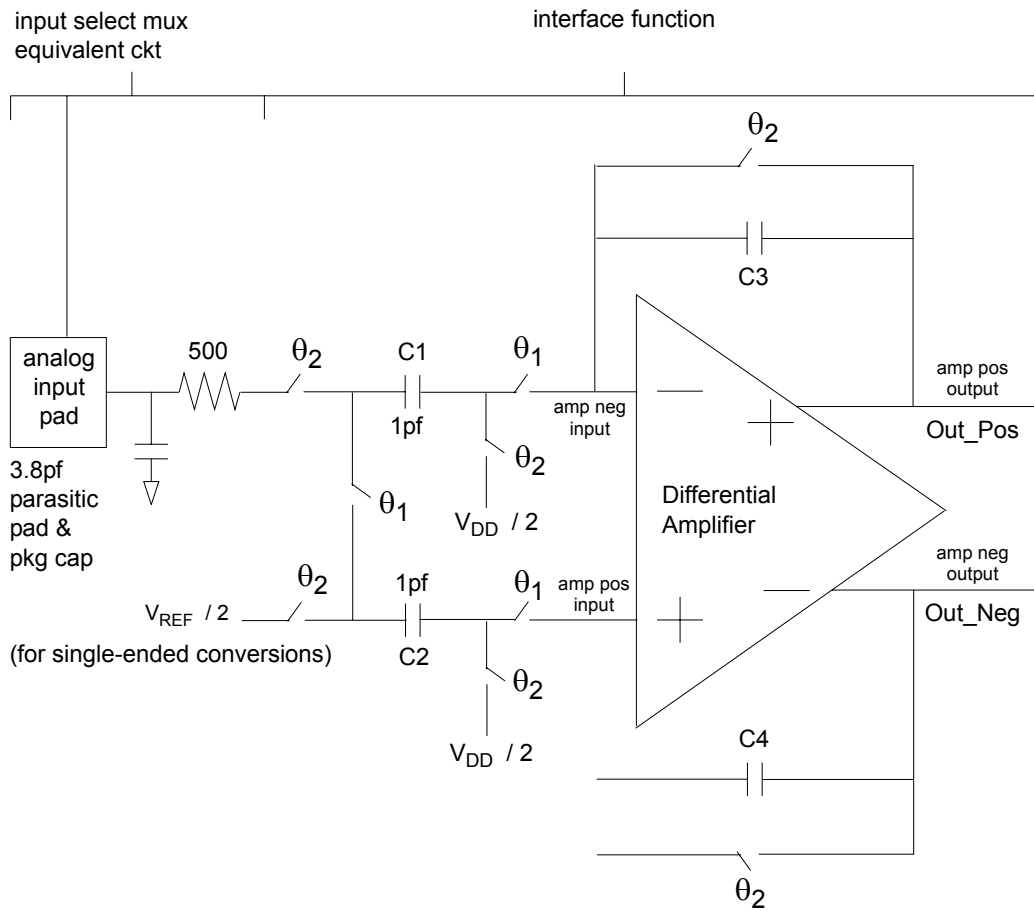 input select mux
equivalent ckt
interface function
θ2
C3
analog
input
pad
500
θ2
C1
1pf
θ1
amp neg
input
θ2
VDD / 2
amp pos
output
Out_Pos
3.8pf
parasitic
pad &
pkg cap
θ1
Differential
Amplifier
VREF / 2
θ2
1pf
C2
θ1
amp pos
input
amp neg
output
Out_Neg
(for single-ended conversions)
θ2
VDD / 2
C4
θ2